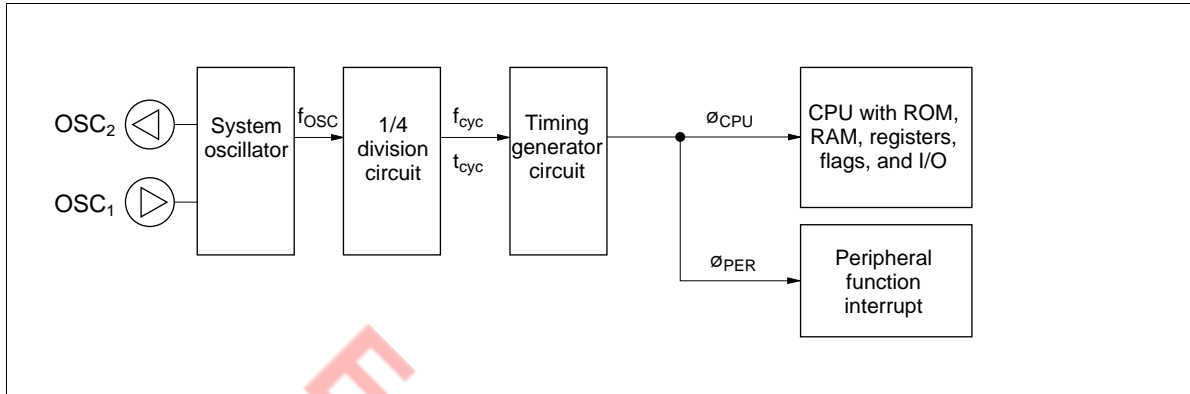 OSC₂
OSC₁
System
oscillator
fOSC
1/4
division
circuit
fcyc
tcyc
Timing
generator
circuit
øCPU
øPER
CPU with ROM,
RAM, registers,
flags, and I/O
Peripheral
function
interrupt
E